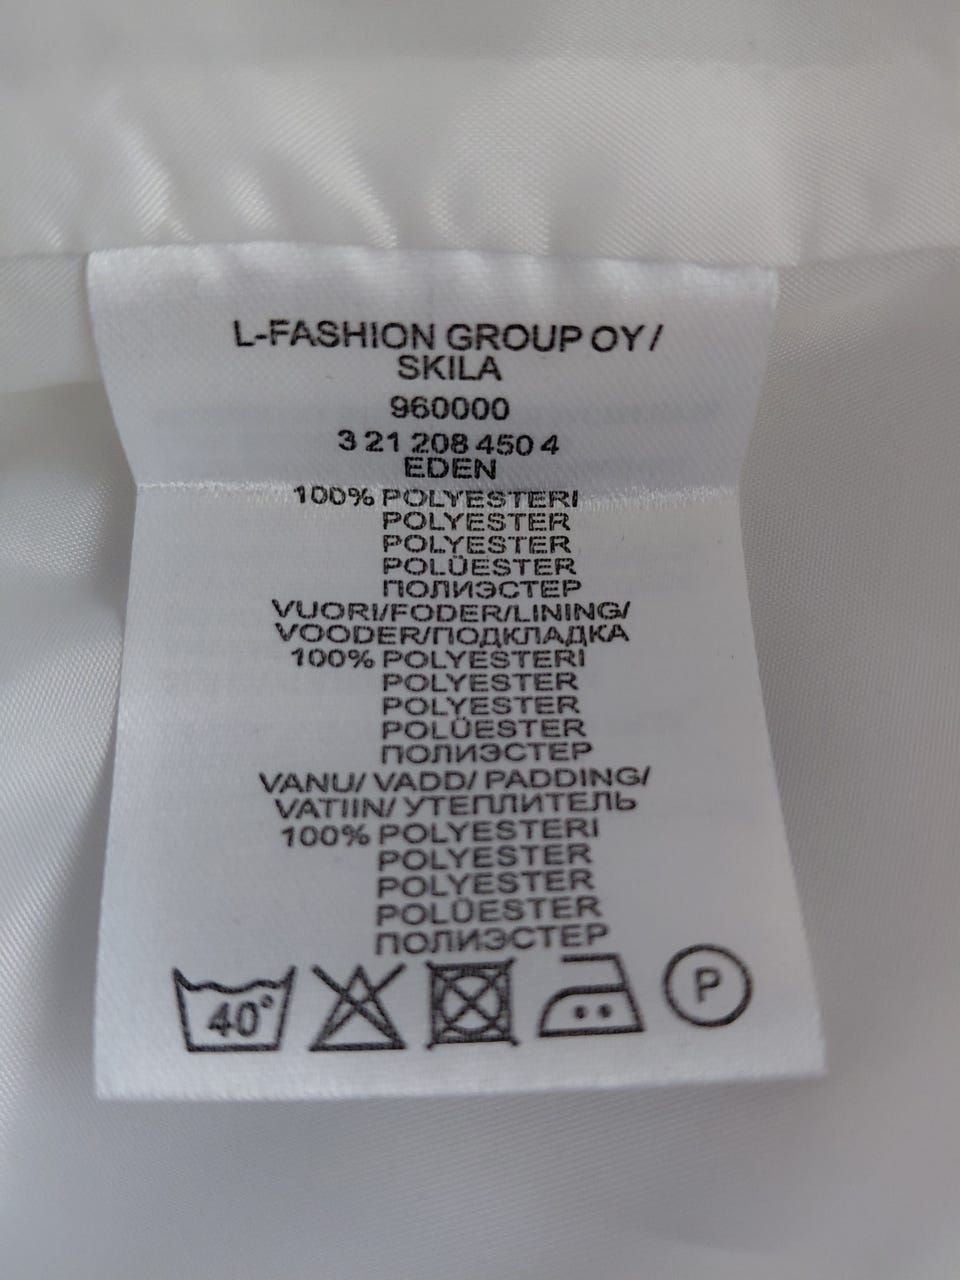 L-FASHION GROUP OY /
SKILA
960000
3 21 208 450 4
EDEN
100% POLYESTERI
POLYESTER
POLYESTER
POLÜESTER
ПОЛИЭСТЕР
VUORI/FODER/LINING/
VOODER/ПОДКЛАДКА
100% POLYESTERI
POLYESTER
POLYESTER
POLÜESTER
ПОЛИЭСТЕР
VANU/ VADD/ PADDING/
VATIIN/ УТЕПЛИТЕЛЬ
100% POLYESTERI
POLYESTER
POLYESTER
POLÜESTER
ПОЛИЭСТЕР
40° P